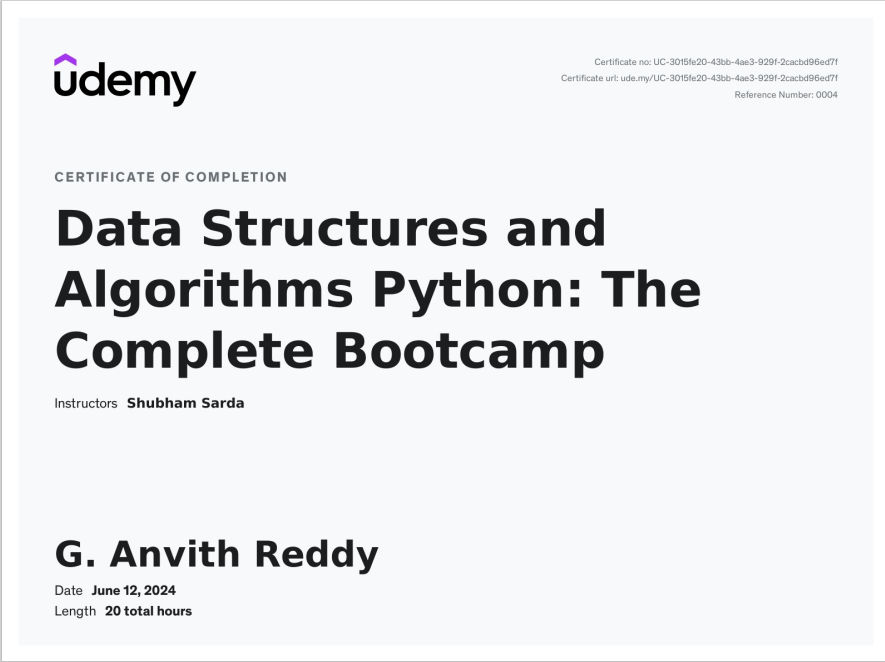 udemy
Certificate no: UC-3015fe20-43bb-4ae3-929f-2cacbd96ed7f
Certificate url: ude.my/UC-3015fe20-43bb-4ae3-929f-2cacbd96ed7f
Reference Number: 0004
CERTIFICATE OF COMPLETION
Data Structures and
Algorithms Python: The
Complete Bootcamp
Instructors Shubham Sarda
G. Anvith Reddy
Date June 12, 2024
Length 20 total hours